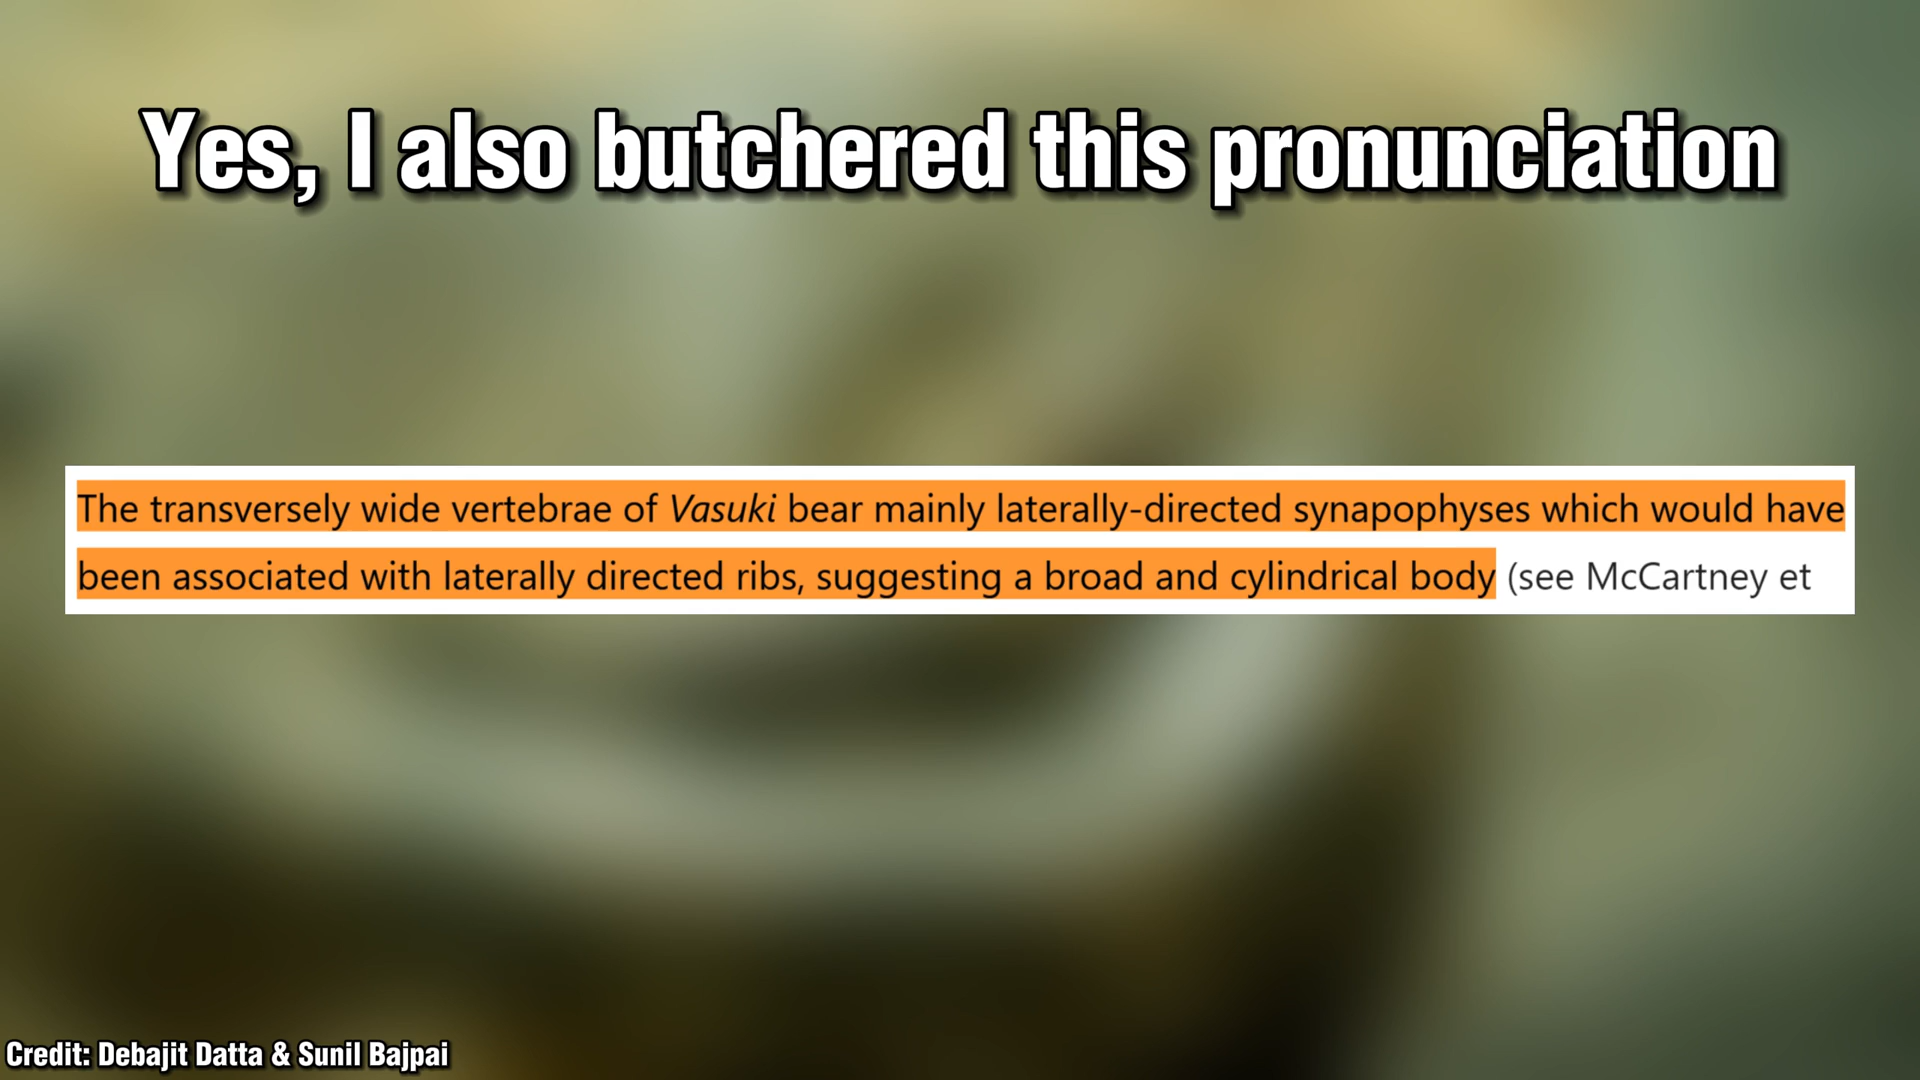 Yes, I also butchered this pronunciation
The transversely wide vertebrae of Vasuki bear mainly laterally-directed synapophyses which would have
been associated with laterally directed ribs, suggesting a broad and cylindrical body (see McCartney et
Credit: Debajit Datta & Sunil Bajpai